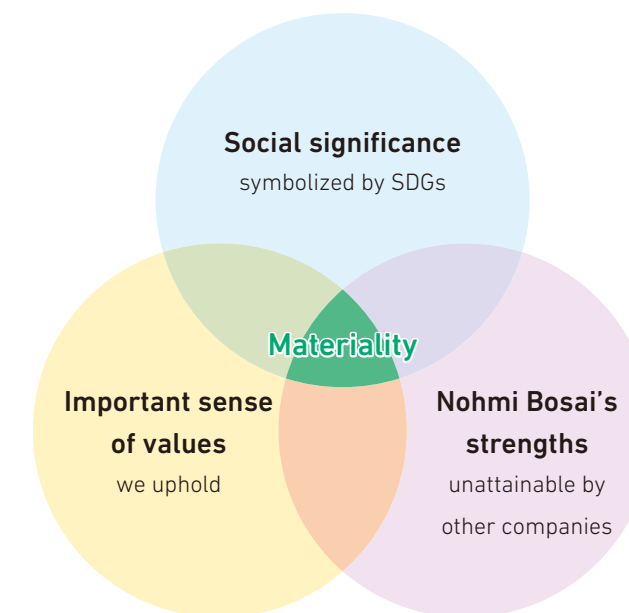 Social significance
symbolized by SDGs
Materiality
Important sense
of values
we uphold
Nohmi Bosai’s
strengths
unattainable by
other companies